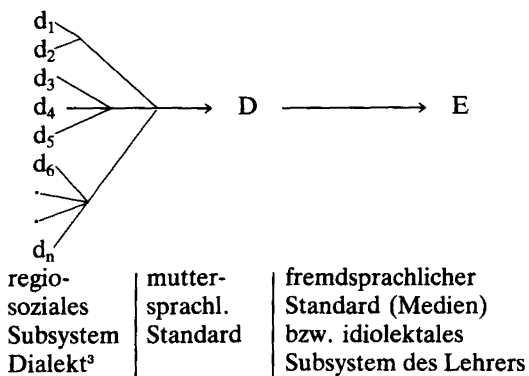 d₁
d₂
d₃
d₄ D E
d₅
d₆
.
.
dₙ
regio- mutter- fremdsprachlicher
soziales sprachl. Standard (Medien)
Subsystem Standard bzw. idiolektales
Dialekt³ Subsystem des Lehrers